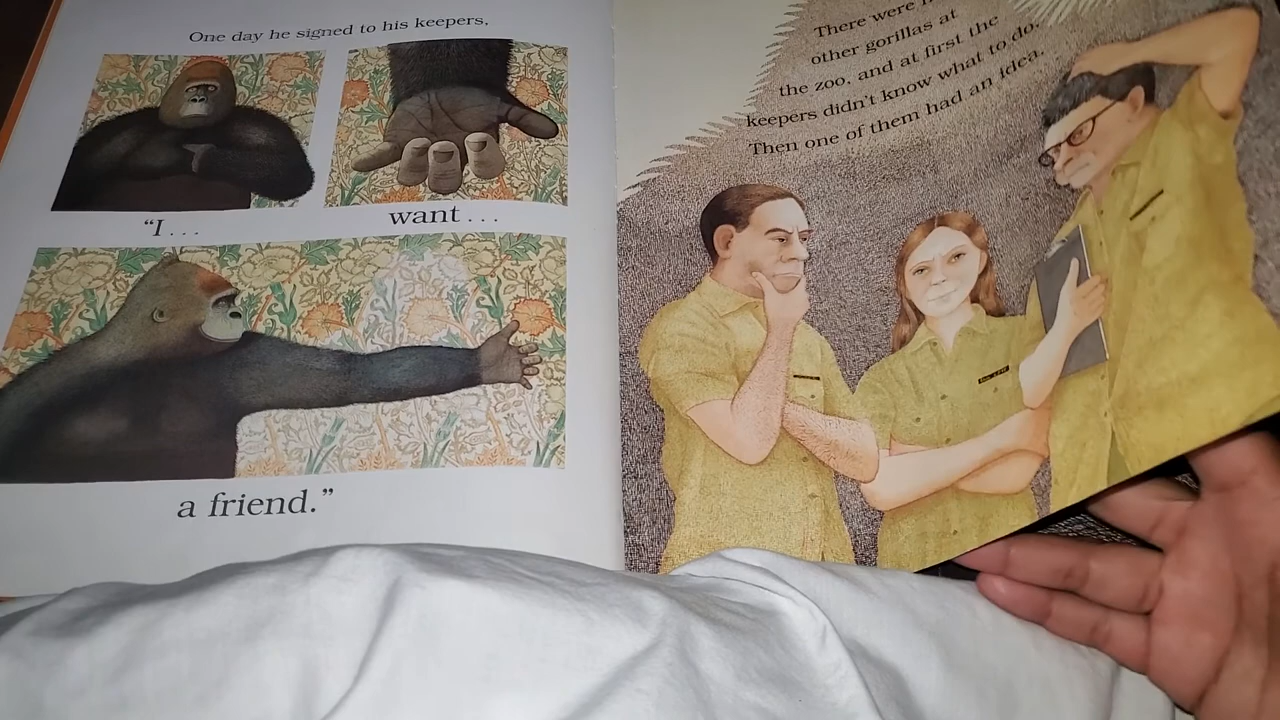 One day he signed to his keepers,
"I...
want...
a friend."
There were
other gorillas at
the zoo, and at first the
keepers didn't know what to do.
Then one of them had an idea.